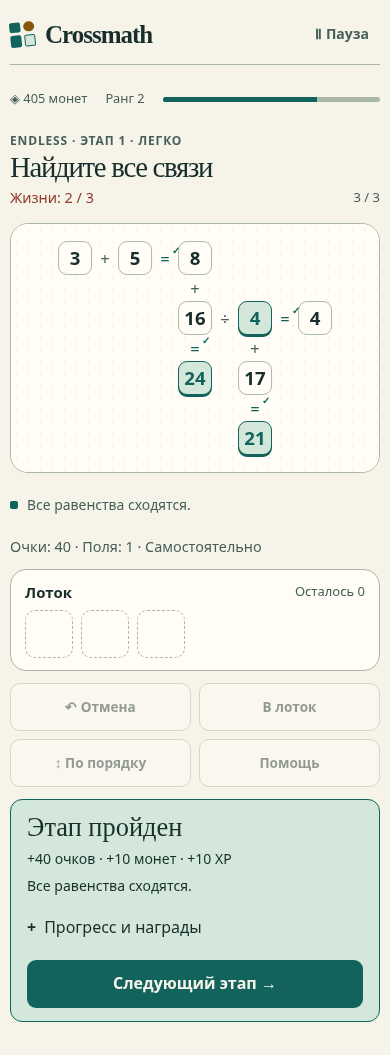 Crossmath
Ⅱ Пауза
◈ 405 монет Ранг 2
ENDLESS · ЭТАП 1 · ЛЕГКО
Найдите все связи
Жизни: 2 / 3
3 / 3
3 + 5 = ✓ 8
+
16 ÷ 4 = ✓ 4
= ✓ +
24 17
= ✓
21
Все равенства сходятся.
Очки: 40 · Поля: 1 · Самостоятельно
Лоток
Осталось 0
↶ Отмена
В лоток
↕ По порядку
Помощь
Этап пройден
+40 очков · +10 монет · +10 XP
Все равенства сходятся.
+ Прогресс и награды
Следующий этап →